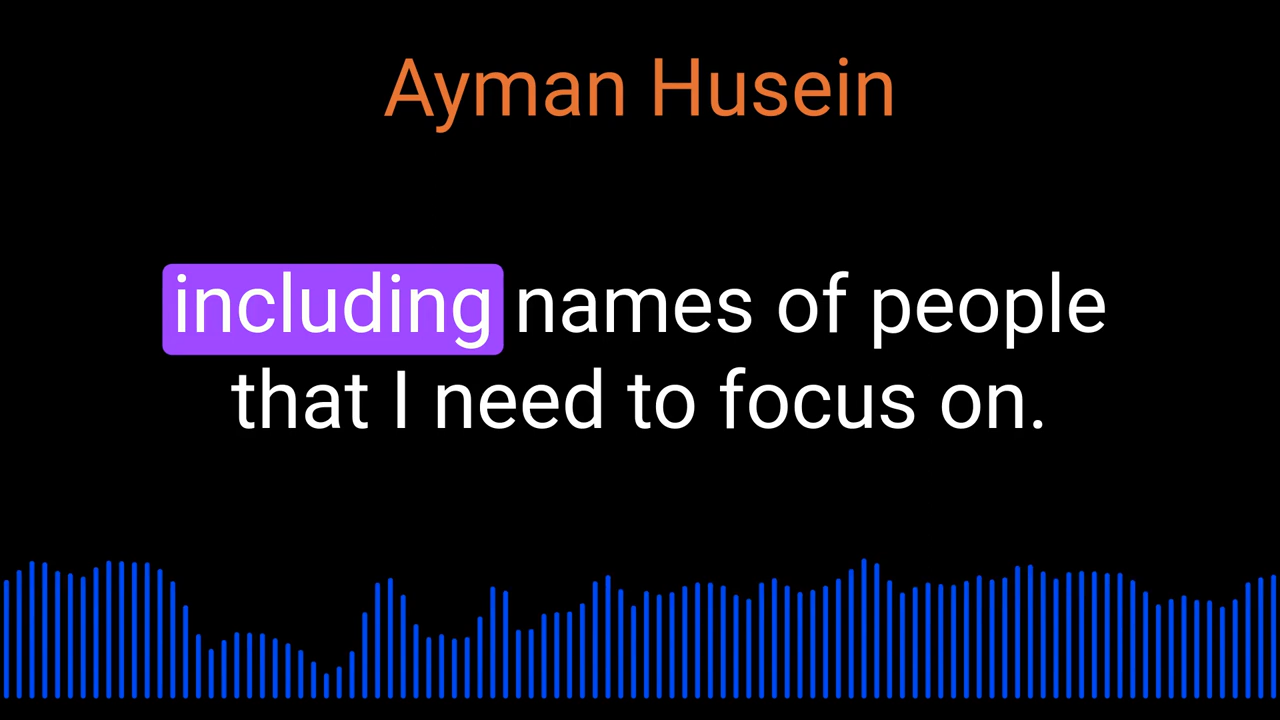 Ayman Husein
including names of people
that I need to focus on.